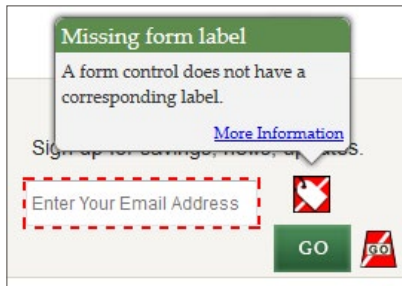 Missing form label
A form control does not have a
corresponding label.
More Information
Sign up for savings, news, updates.
Enter Your Email Address
GO
GO